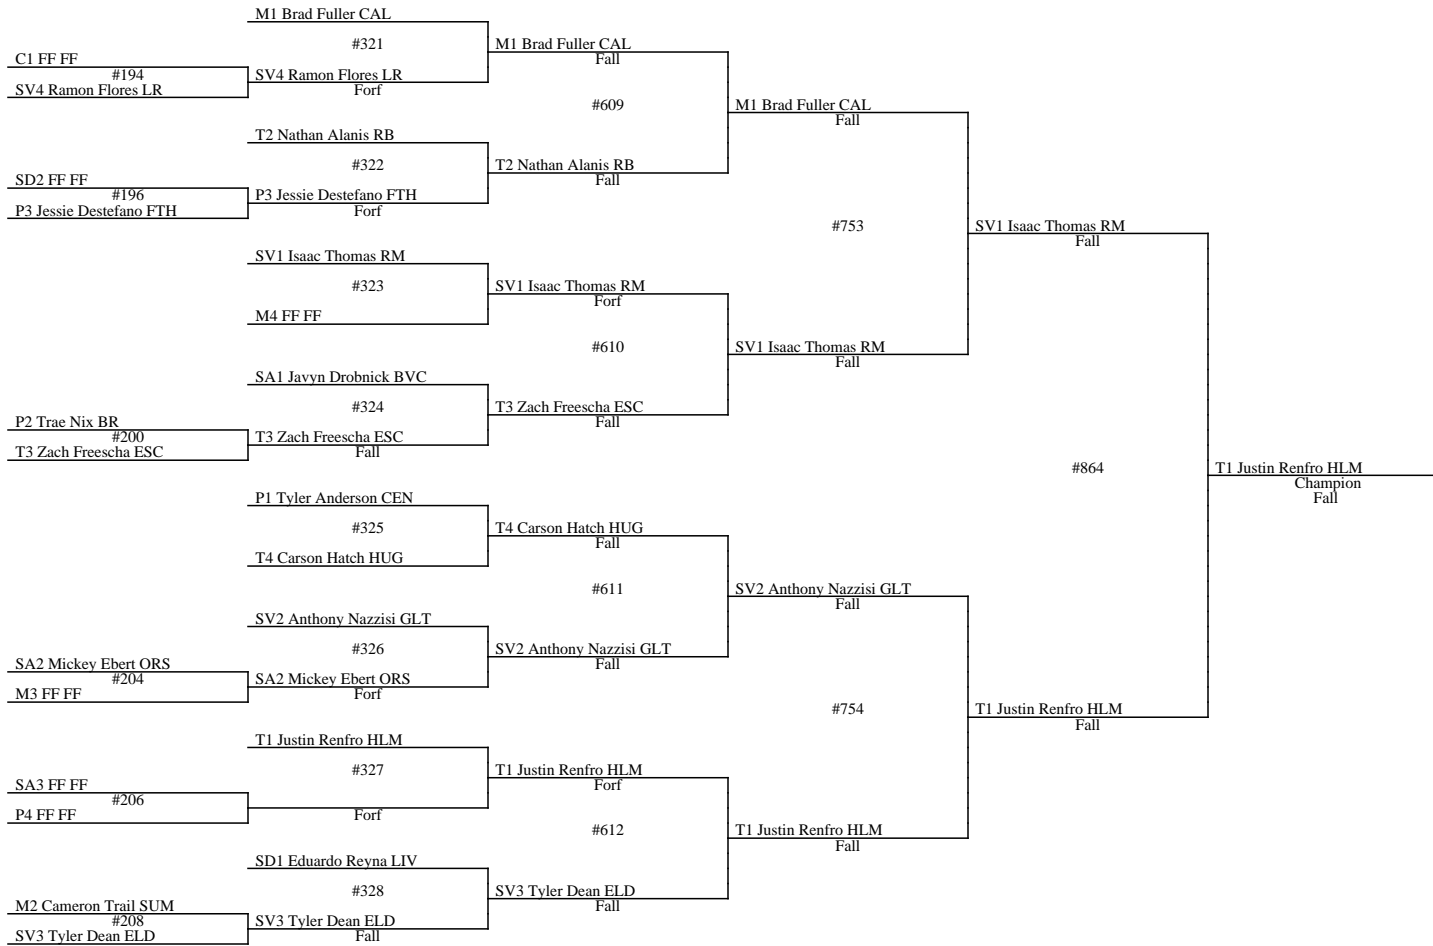 M1 Brad Fuller CAL
#321
M1 Brad Fuller CAL
Fall
C1 FF FF
#194
SV4 Ramon Flores LR
SV4 Ramon Flores LR
Forf
#609
M1 Brad Fuller CAL
Fall
T2 Nathan Alanis RB
#322
T2 Nathan Alanis RB
Fall
SD2 FF FF
#196
P3 Jessie Destefano FTH
P3 Jessie Destefano FTH
Forf
#753
SV1 Isaac Thomas RM
Fall
SV1 Isaac Thomas RM
#323
SV1 Isaac Thomas RM
Forf
M4 FF FF
#610
SV1 Isaac Thomas RM
Fall
SA1 Javyn Drobnick BVC
#324
T3 Zach Freescha ESC
Fall
P2 Trae Nix BR
#200
T3 Zach Freescha ESC
T3 Zach Freescha ESC
Fall
#864
T1 Justin Renfro HLM
Champion
Fall
P1 Tyler Anderson CEN
#325
T4 Carson Hatch HUG
Fall
T4 Carson Hatch HUG
#611
SV2 Anthony Nazzisi GLT
Fall
SV2 Anthony Nazzisi GLT
#326
SV2 Anthony Nazzisi GLT
Fall
SA2 Mickey Ebert ORS
#204
SA2 Mickey Ebert ORS
Forf
M3 FF FF
#754
T1 Justin Renfro HLM
Fall
T1 Justin Renfro HLM
#327
T1 Justin Renfro HLM
Forf
SA3 FF FF
#206
Forf
P4 FF FF
#612
T1 Justin Renfro HLM
Fall
SD1 Eduardo Reyna LIV
#328
SV3 Tyler Dean ELD
Fall
M2 Cameron Trail SUM
#208
SV3 Tyler Dean ELD
Fall
SV3 Tyler Dean ELD